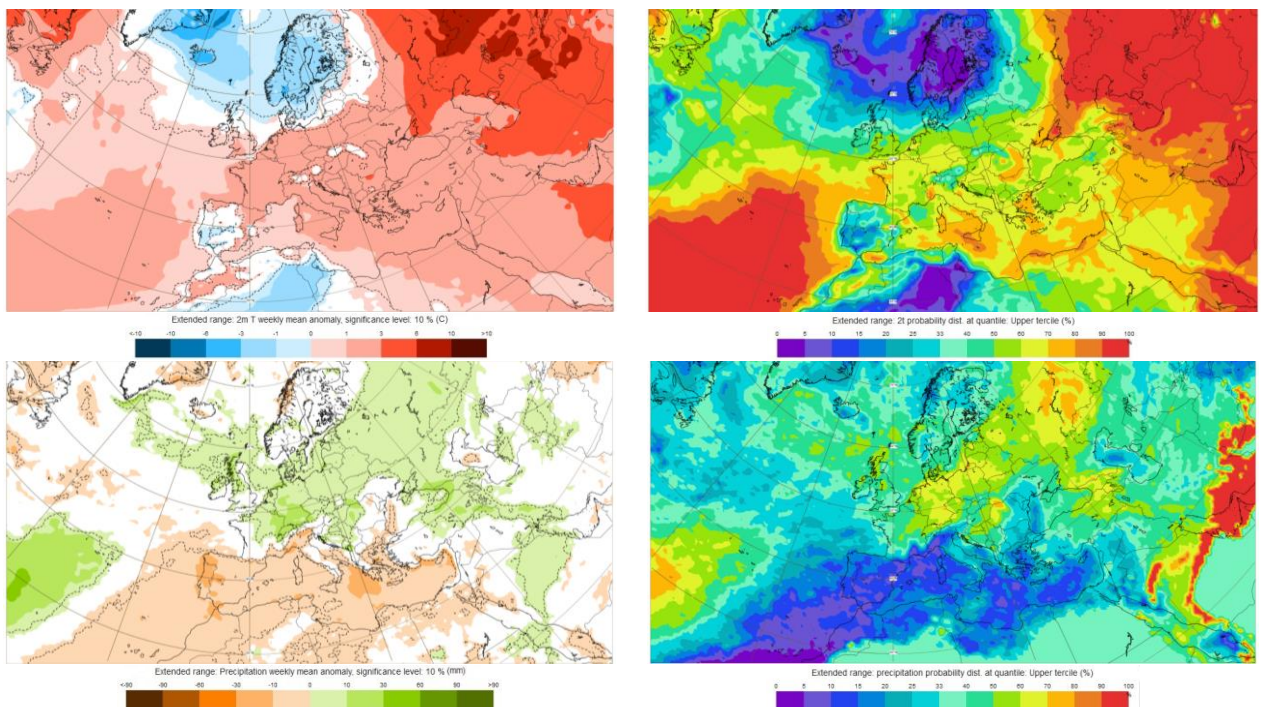 Extended range: 2m T weekly mean anomaly, significance level: 10 % (C)
<-10 -10 -6 -3 -1 0 1 3 6 10 >10
Extended range: 2t probability dist. at quantile: Upper tercile (%)
0 5 10 15 20 25 33 40 50 60 70 80 90 100
%
Extended range: Precipitation weekly mean anomaly, significance level: 10 % (mm)
<-90 -90 -60 -30 -10 0 10 30 60 90 >90
Extended range: precipitation probability dist. at quantile: Upper tercile (%)
0 5 10 15 20 25 33 40 50 60 70 80 90 100
%